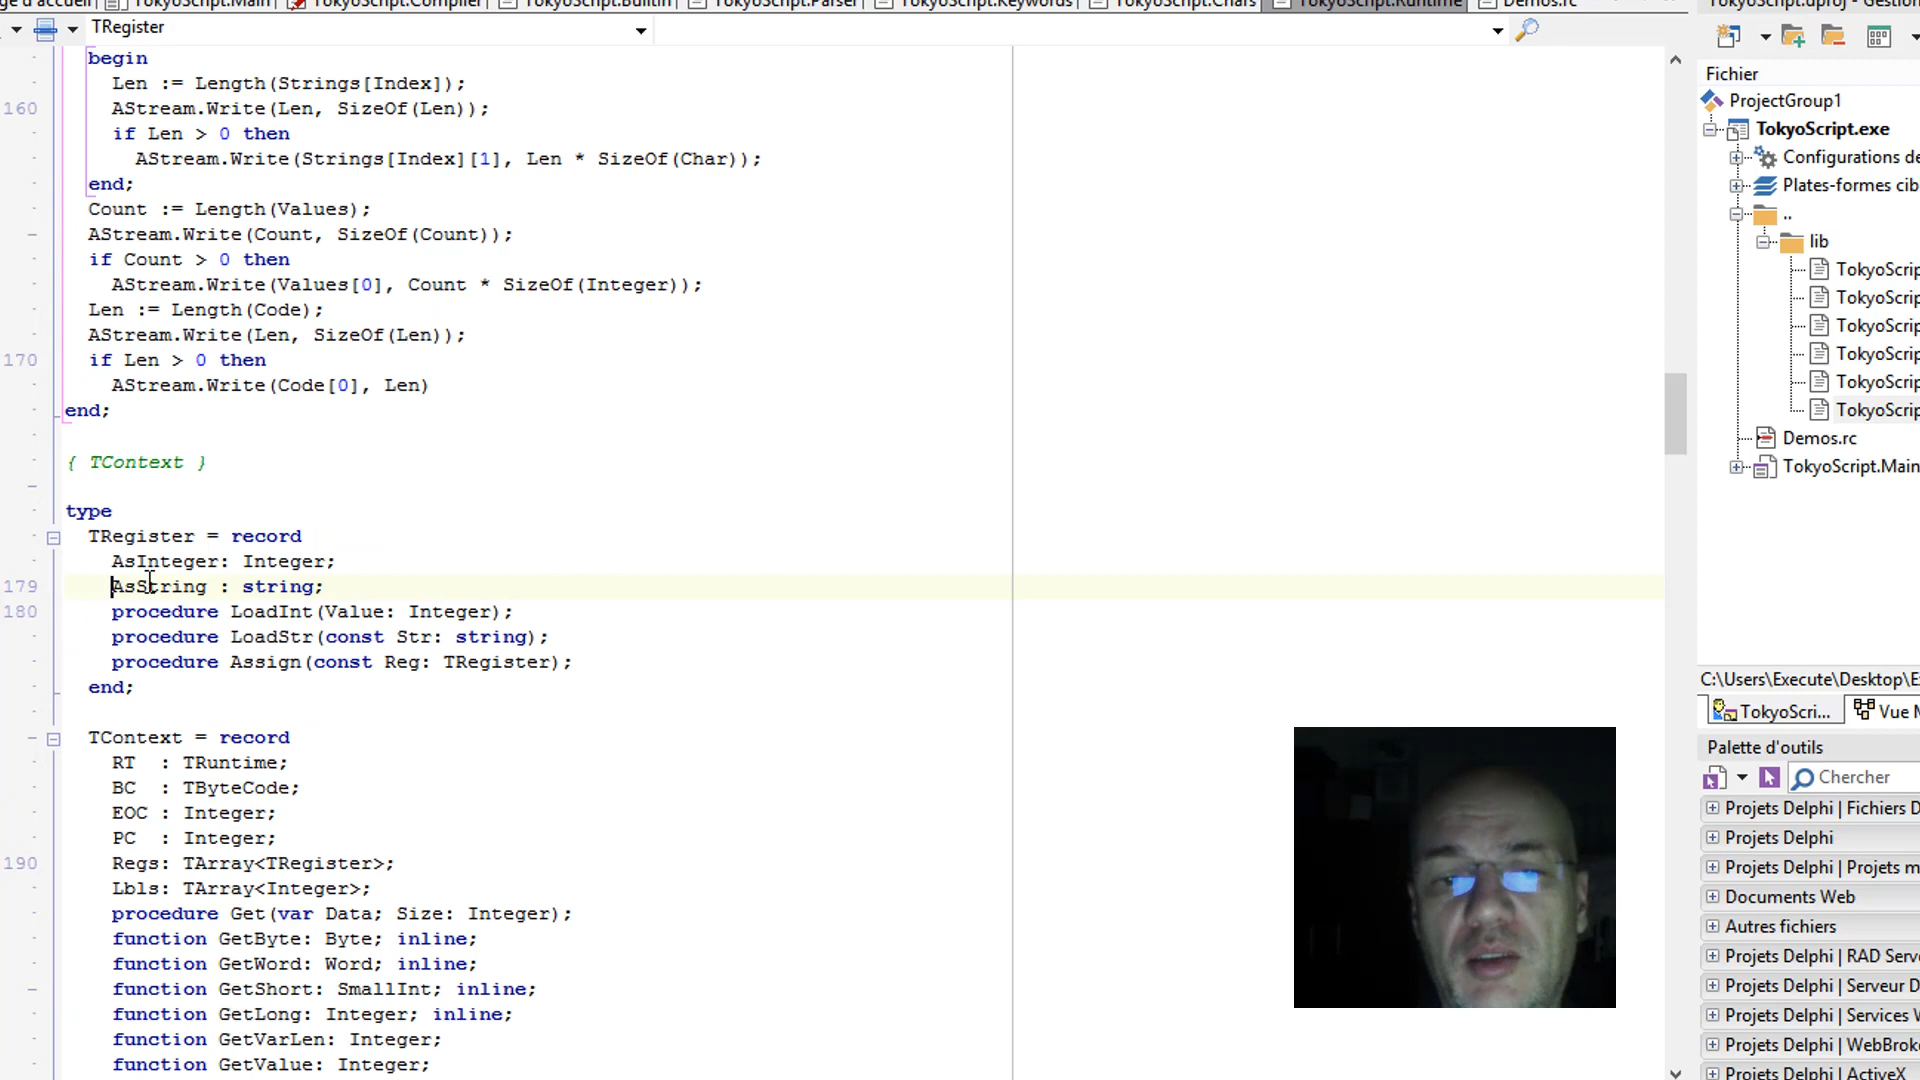 ge d'accueil
TokyoScript.Main
TokyoScript.Compiler
TokyoScript.Builtin
TokyoScript.Parser
TokyoScript.Keywords
TokyoScript.Chars
TokyoScript.Runtime
Demos.rc
TokyoScript.dproj - Gestion
TRegister
begin
Len := Length(Strings[Index]);
160 AStream.Write(Len, SizeOf(Len));
if Len > 0 then
AStream.Write(Strings[Index][1], Len * SizeOf(Char));
end;
Count := Length(Values);
AStream.Write(Count, SizeOf(Count));
if Count > 0 then
AStream.Write(Values[0], Count * SizeOf(Integer));
Len := Length(Code);
AStream.Write(Len, SizeOf(Len));
170 if Len > 0 then
AStream.Write(Code[0], Len)
end;
{ TContext }
type
TRegister = record
AsInteger: Integer;
179 AsString : string;
180 procedure LoadInt(Value: Integer);
procedure LoadStr(const Str: string);
procedure Assign(const Reg: TRegister);
end;
TContext = record
RT : TRuntime;
BC : TByteCode;
EOC : Integer;
PC : Integer;
190 Regs: TArray<TRegister>;
Lbls: TArray<Integer>;
procedure Get(var Data; Size: Integer);
function GetByte: Byte; inline;
function GetWord: Word; inline;
function GetShort: SmallInt; inline;
function GetLong: Integer; inline;
function GetVarLen: Integer;
function GetValue: Integer;
Fichier
ProjectGroup1
TokyoScript.exe
Configurations de
Plates-formes cib
..
lib
TokyoScrip
TokyoScrip
TokyoScrip
TokyoScrip
TokyoScrip
TokyoScrip
Demos.rc
TokyoScript.Main
C:\Users\Execute\Desktop\E
TokyoScri...
Vue M
Palette d'outils
Chercher
Projets Delphi | Fichiers D
Projets Delphi
Projets Delphi | Projets m
Documents Web
Autres fichiers
Projets Delphi | RAD Serv
Projets Delphi | Serveur D
Projets Delphi | Services W
Projets Delphi | WebBroke
Projets Delphi | ActiveX